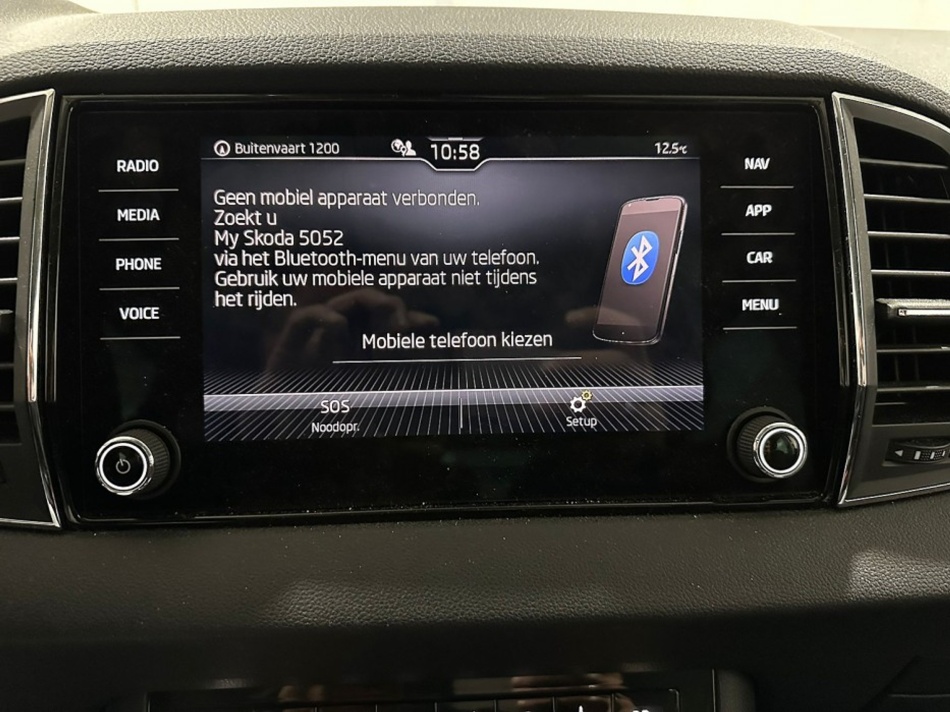 Buitenvaart 1200
10:58
12.5°C
RADIO
MEDIA
PHONE
VOICE
Geen mobiel apparaat verbonden.
Zoekt u
My Skoda 5052
via het Bluetooth-menu van uw telefoon.
Gebruik uw mobiele apparaat niet tijdens
het rijden.
Mobiele telefoon kiezen
SOS
Noodopr.
Setup
NAV
APP
CAR
MENU